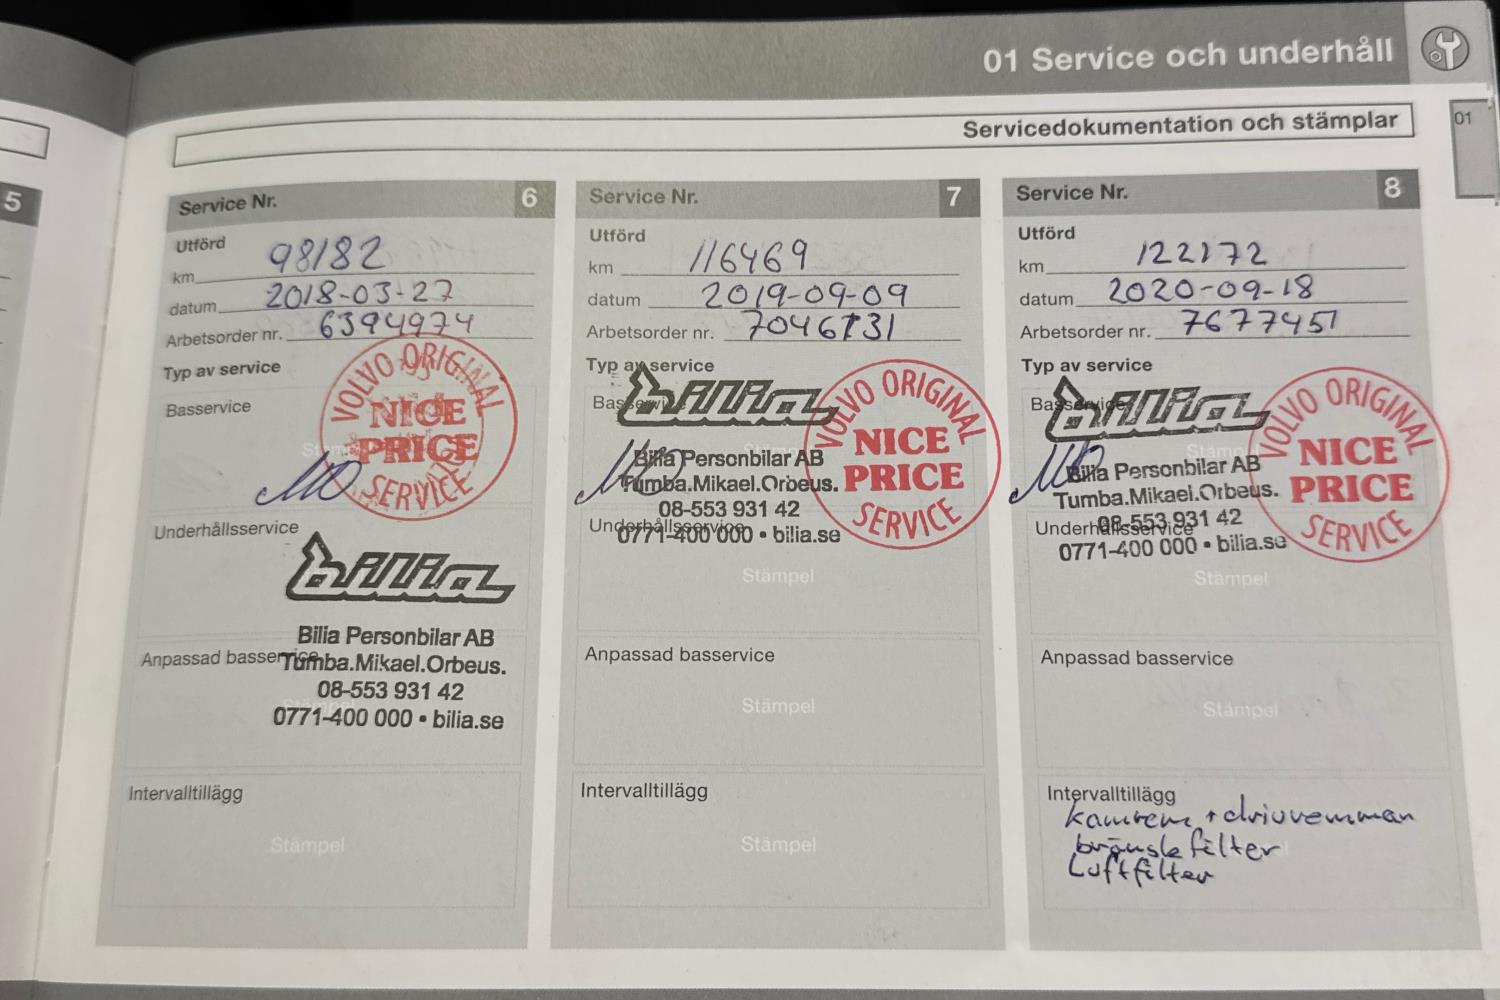 01 Service och underhåll
01
Servicedokumentation och stämplar
5
Service Nr. 6
Utförd
km 98182
datum 2018-03-27
Arbetsorder nr. 6394974
Typ av service
Basservice
VOLVO ORIGINAL
NICE
PRICE
SERVICE
Underhållsservice
bilia
Bilia Personbilar AB
Anpassad basservice
Tumba.Mikael.Orbeus.
08-553 931 42
0771-400 000 • bilia.se
Intervalltillägg
Stämpel
Service Nr. 7
Utförd
km 116469
datum 2019-09-09
Arbetsorder nr. 7046731
Typ av service
Basservice
bilia
VOLVO ORIGINAL
NICE
PRICE
SERVICE
Bilia Personbilar AB
Tumba.Mikael.Orbeus.
08-553 931 42
Underhållsservice
0771-400 000 • bilia.se
Stämpel
Anpassad basservice
Stämpel
Intervalltillägg
Stämpel
Service Nr. 8
Utförd
km 122172
datum 2020-09-18
Arbetsorder nr. 7677451
Typ av service
Basservice
bilia
VOLVO ORIGINAL
NICE
PRICE
SERVICE
Bilia Personbilar AB
Tumba.Mikael.Orbeus.
08-553 931 42
Underhållsservice
0771-400 000 • bilia.se
Stämpel
Anpassad basservice
Stämpel
Intervalltillägg
kamrem + drivremman
bränslefilter
Luftfilter